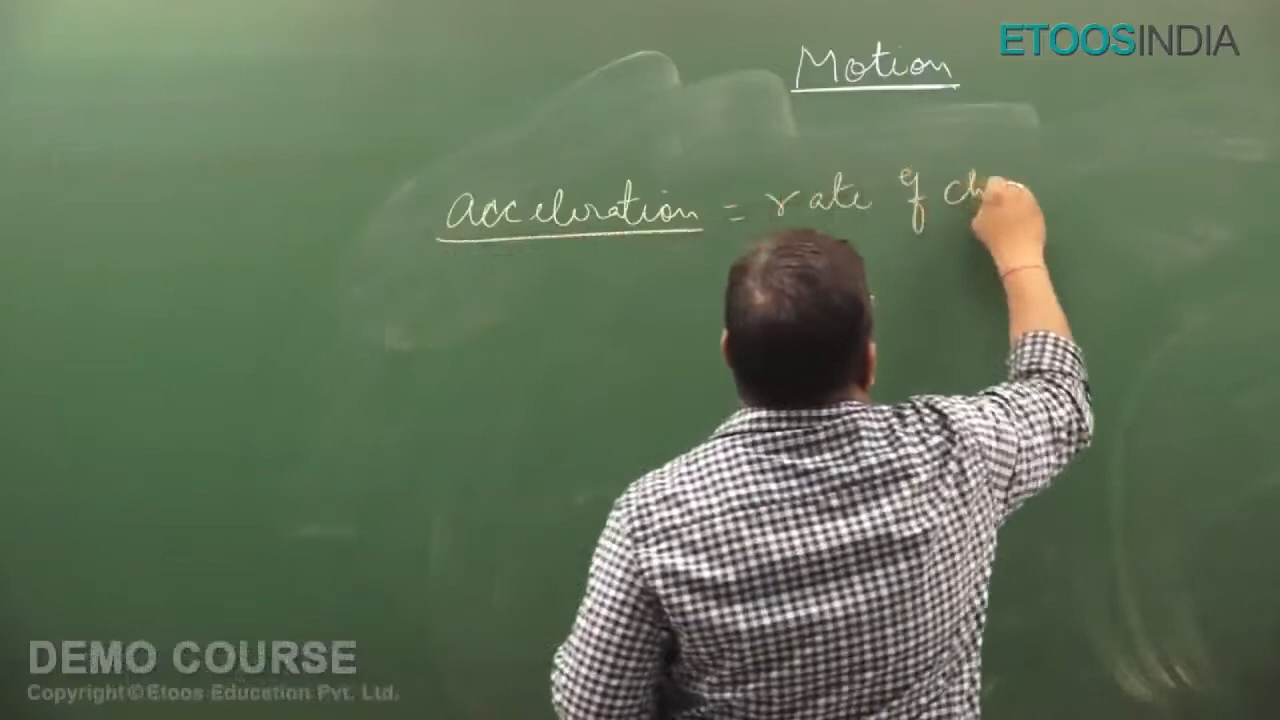 ETOOSINDIA
Motion
acceleration = rate of ch
DEMO COURSE
Copyright © Etoos Education Pvt. Ltd.